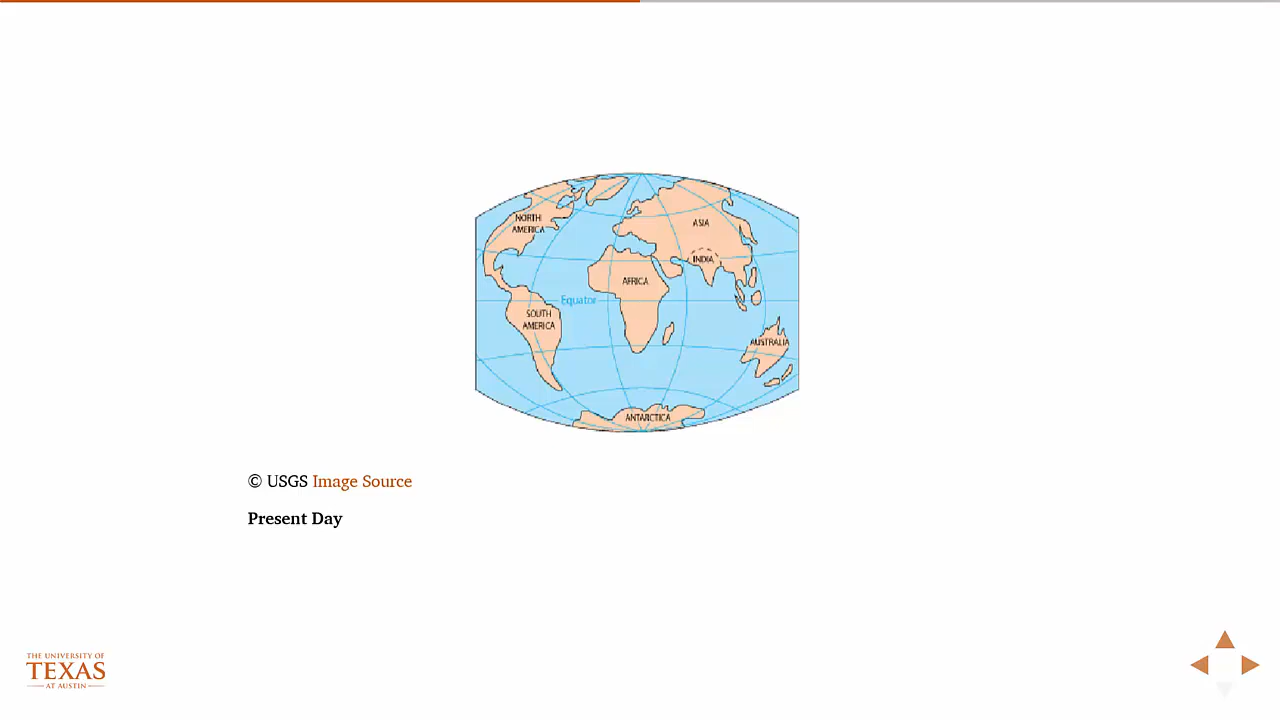 NORTH
AMERICA
ASIA
INDIA
AFRICA
Equator
SOUTH
AMERICA
AUSTRALIA
ANTARCTICA
© USGS Image Source
Present Day
THE UNIVERSITY OF
TEXAS
AT AUSTIN